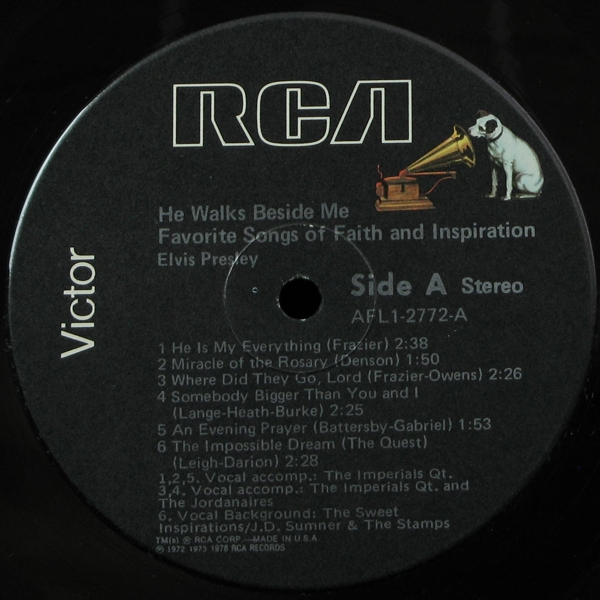 RCA
Victor
He Walks Beside Me
Favorite Songs of Faith and Inspiration
Elvis Presley
Side A Stereo
AFL1-2772-A
1 He Is My Everything (Frazier) 2:38
2 Miracle of the Rosary (Denson) 1:50
3 Where Did They Go, Lord (Frazier-Owens) 2:26
4 Somebody Bigger Than You and I
(Lange-Heath-Burke) 2:25
5 An Evening Prayer (Battersby-Gabriel) 1:53
6 The Impossible Dream (The Quest)
(Leigh-Darion) 2:28
1,2,5. Vocal accomp.: The Imperials Qt.
3,4. Vocal accomp.: The Imperials Qt. and
The Jordanaires
6. Vocal Background: The Sweet
Inspirations/J.D. Sumner & The Stamps
TM(s) ® RCA CORP.—MADE IN U.S.A.
℗ 1972 1973 1978 RCA RECORDS